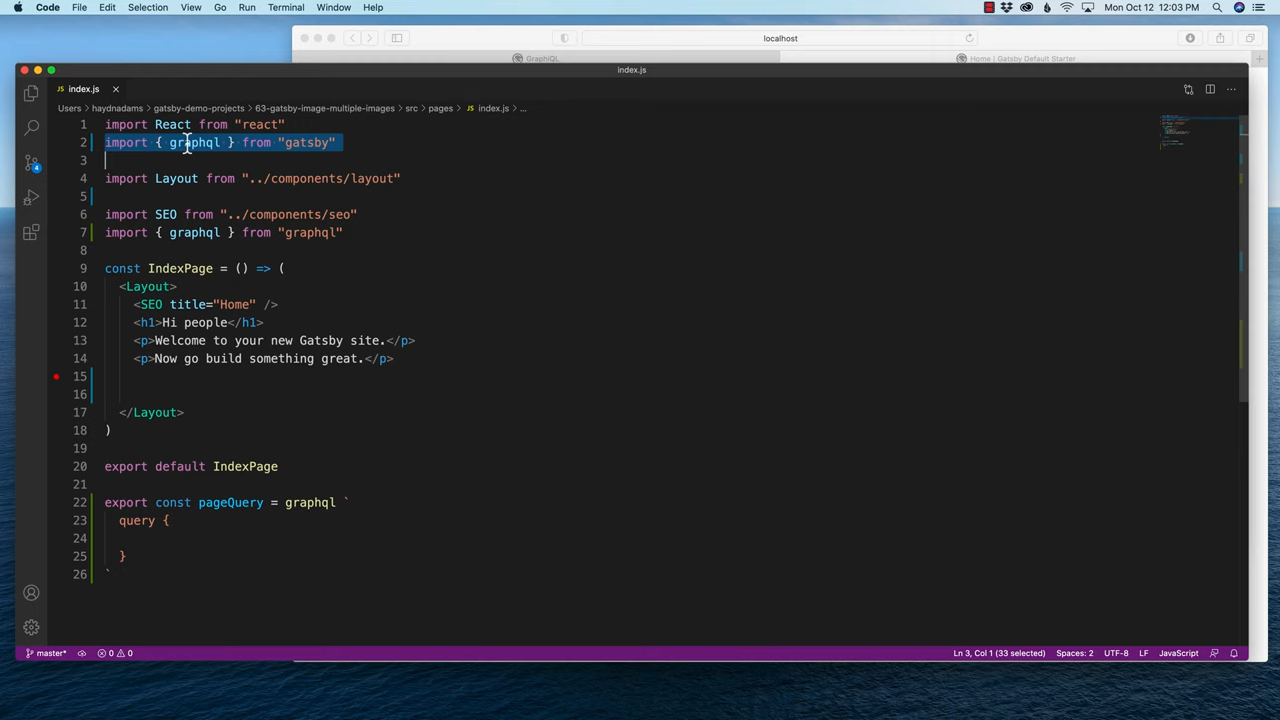 Code File Edit Selection View Go Run Terminal Window Help Mon Oct 12 12:03 PM
localhost
GraphiQL Home | Gatsby Default Starter
index.js
JS index.js
Users haydnadams gatsby-demo-projects 63-gatsby-image-multiple-images src pages JS index.js ...
1 import React from "react"
2 import { graphql } from "gatsby"
3
4 import Layout from "../components/layout"
5
6 import SEO from "../components/seo"
7 import { graphql } from "graphql"
8
9 const IndexPage = () => (
10 <Layout>
11 <SEO title="Home" />
12 <h1>Hi people</h1>
13 <p>Welcome to your new Gatsby site.</p>
14 <p>Now go build something great.</p>
15
16
17 </Layout>
18 )
19
20 export default IndexPage
21
22 export const pageQuery = graphql `
23 query {
24
25 }
26 `
4
master* 0 0 Ln 3, Col 1 (33 selected) Spaces: 2 UTF-8 LF JavaScript